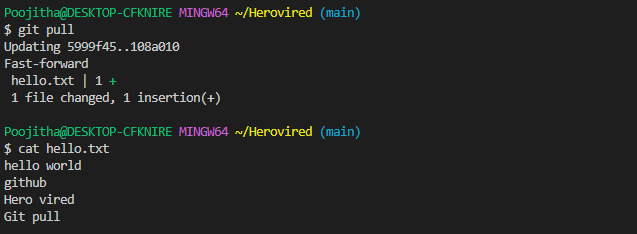 Poojitha@DESKTOP-CFKNIRE MINGW64 ~/Herovired (main)
$ git pull
Updating 5999f45..108a010
Fast-forward
 hello.txt | 1 +
 1 file changed, 1 insertion(+)
Poojitha@DESKTOP-CFKNIRE MINGW64 ~/Herovired (main)
$ cat hello.txt
hello world
github
Hero vired
Git pull